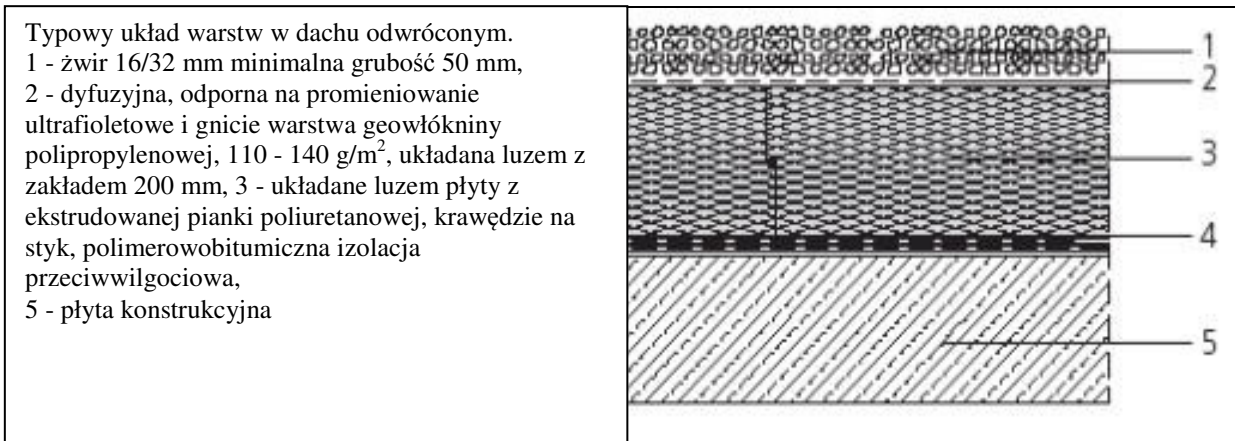 Typowy układ warstw w dachu odwróconym.
1 - żwir 16/32 mm minimalna grubość 50 mm,
2 - dyfuzyjna, odporna na promieniowanie
ultrafioletowe i gnicie warstwa geowłókniny
polipropylenowej, 110 - 140 g/m², układana luzem z
zakładem 200 mm, 3 - układane luzem płyty z
ekstrudowanej pianki poliuretanowej, krawędzie na
styk, polimerowobitumiczna izolacja
przeciwwilgociowa,
5 - płyta konstrukcyjna
1
2
3
4
5